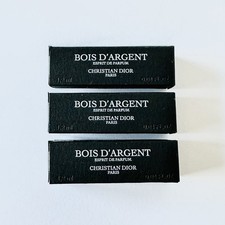 BOIS D'ARGENT
ESPRIT DE PARFUM
CHRISTIAN DIOR
PARIS
BOIS D'ARGENT
ESPRIT DE PARFUM
CHRISTIAN DIOR
PARIS
BOIS D'ARGENT
ESPRIT DE PARFUM
CHRISTIAN DIOR
PARIS